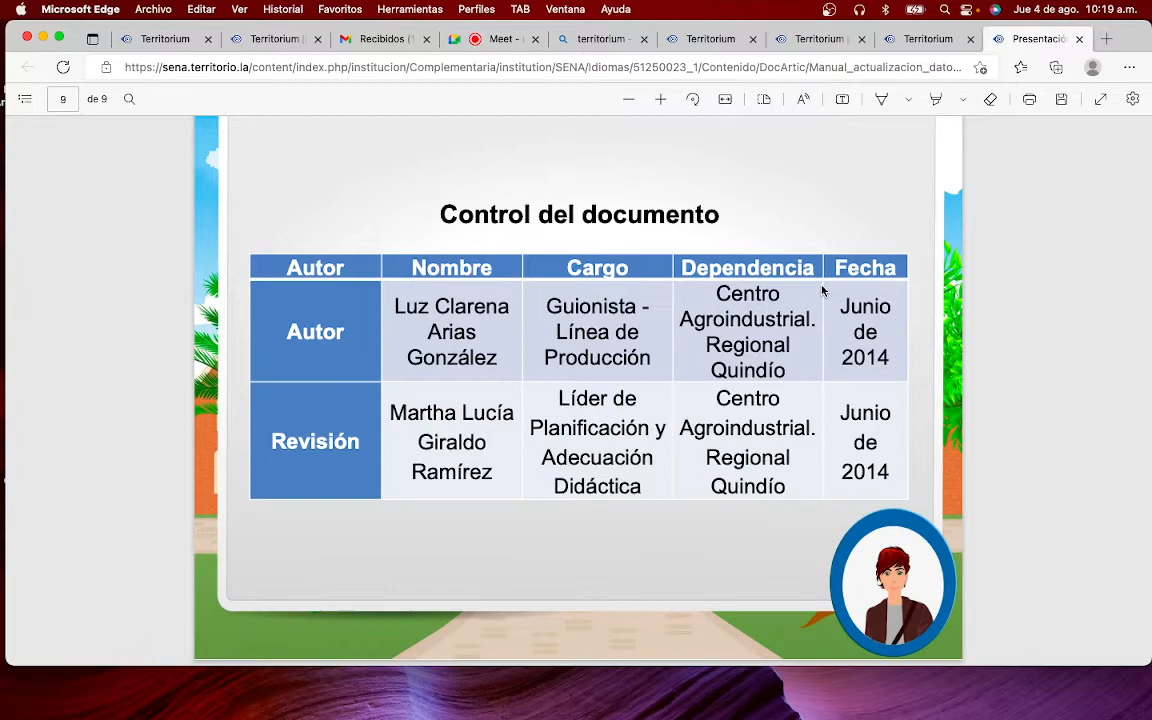 Microsoft Edge Archivo Editar Ver Historial Favoritos Herramientas Perfiles TAB Ventana Ayuda Jue 4 de ago. 10:19 a.m.
Territorium Territorium Recibidos (1 Meet - territorium - Territorium Territorium Territorium Presentació
https://sena.territorio.la/content/index.php/institucion/Complementaria/institution/SENA/Idiomas/51250023_1/Contenido/DocArtic/Manual_actualizacion_dato...
9 de 9
Control del documento
Autor Nombre Cargo Dependencia Fecha
Autor
Luz Clarena
Arias
González
Guionista -
Línea de
Producción
Centro
Agroindustrial.
Regional
Quindío
Junio
de
2014
Revisión
Martha Lucía
Giraldo
Ramírez
Líder de
Planificación y
Adecuación
Didáctica
Centro
Agroindustrial.
Regional
Quindío
Junio
de
2014